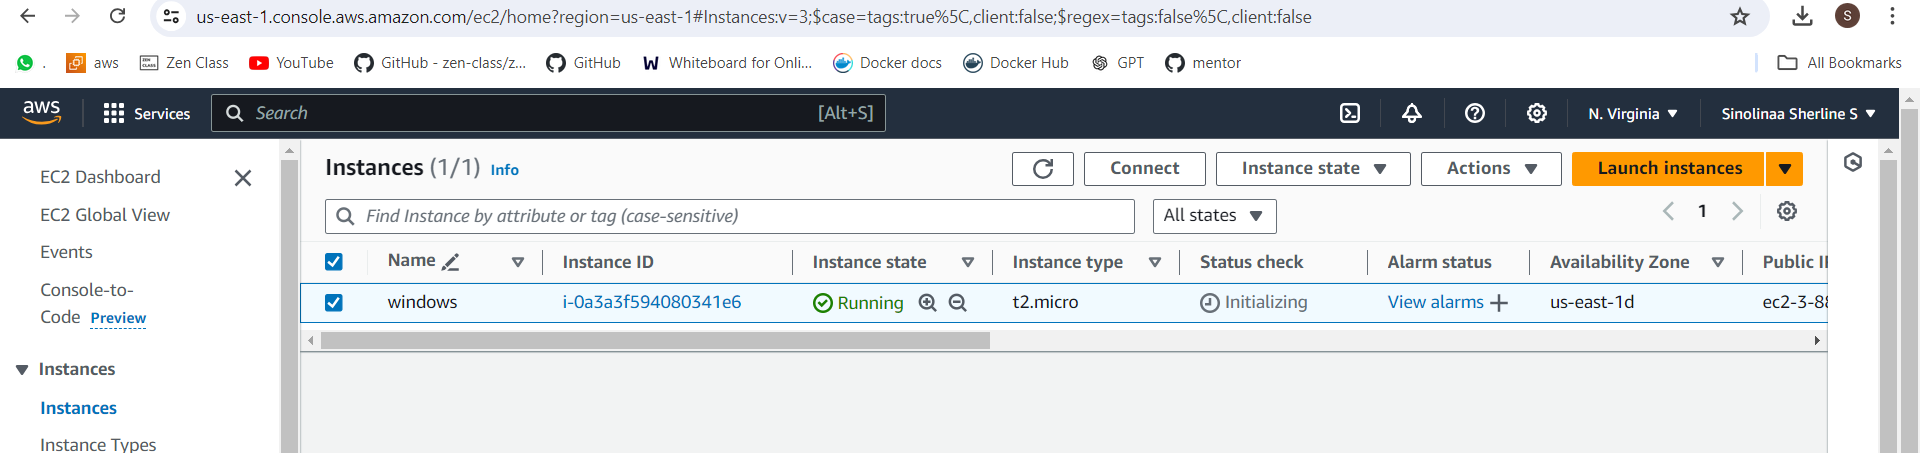 us-east-1.console.aws.amazon.com/ec2/home?region=us-east-1#Instances:v=3;$case=tags:true%5C,client:false;$regex=tags:false%5C,client:false
S
. aws Zen Class YouTube GitHub - zen-class/z... GitHub Whiteboard for Onli... Docker docs Docker Hub GPT mentor All Bookmarks
aws Services Search [Alt+S] N. Virginia Sinolinaa Sherline S
EC2 Dashboard
EC2 Global View
Events
Console-to-
Code Preview
Instances
Instances
Instance Types
Instances (1/1) Info Connect Instance state Actions Launch instances
Find Instance by attribute or tag (case-sensitive) All states 1
Name Instance ID Instance state Instance type Status check Alarm status Availability Zone Public I
windows i-0a3a3f594080341e6 Running t2.micro Initializing View alarms us-east-1d ec2-3-88